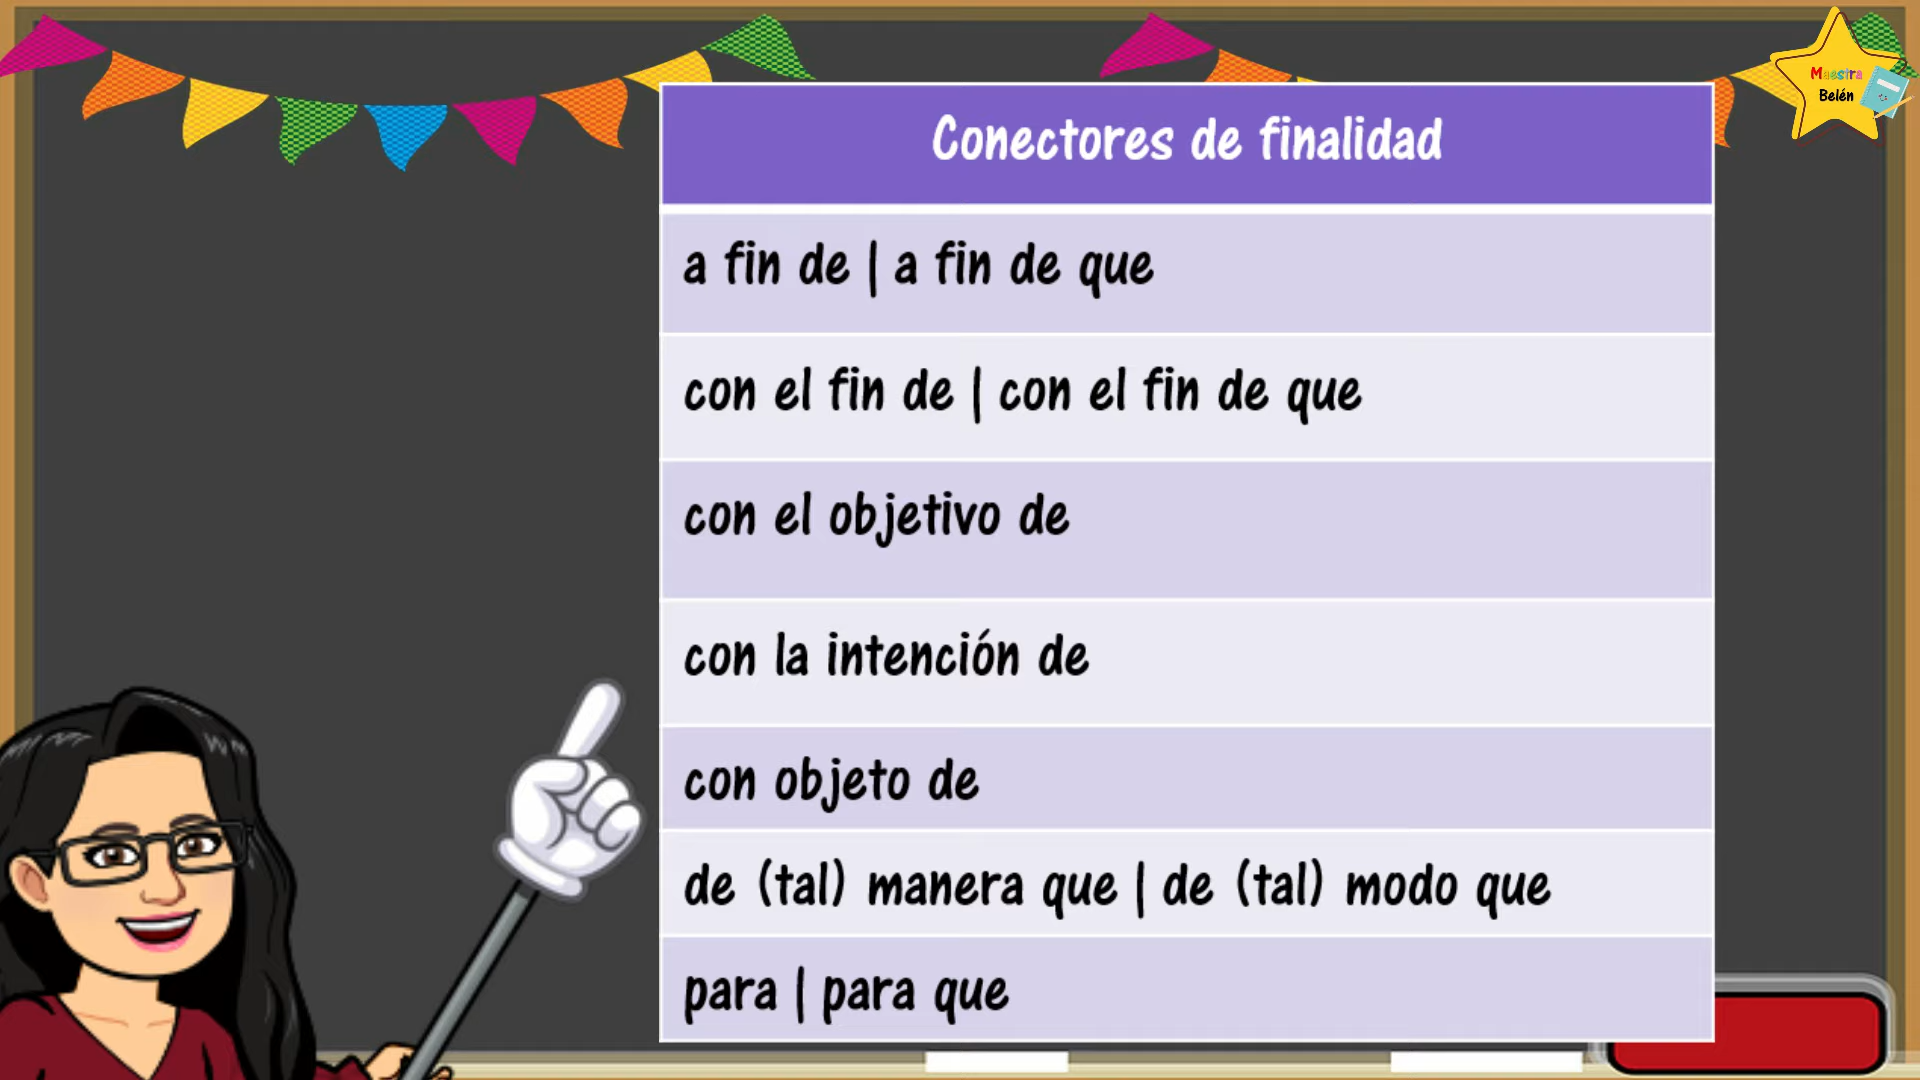 Maestra
Belén
Conectores de finalidad
a fin de | a fin de que
con el fin de | con el fin de que
con el objetivo de
con la intención de
con objeto de
de (tal) manera que | de (tal) modo que
para | para que